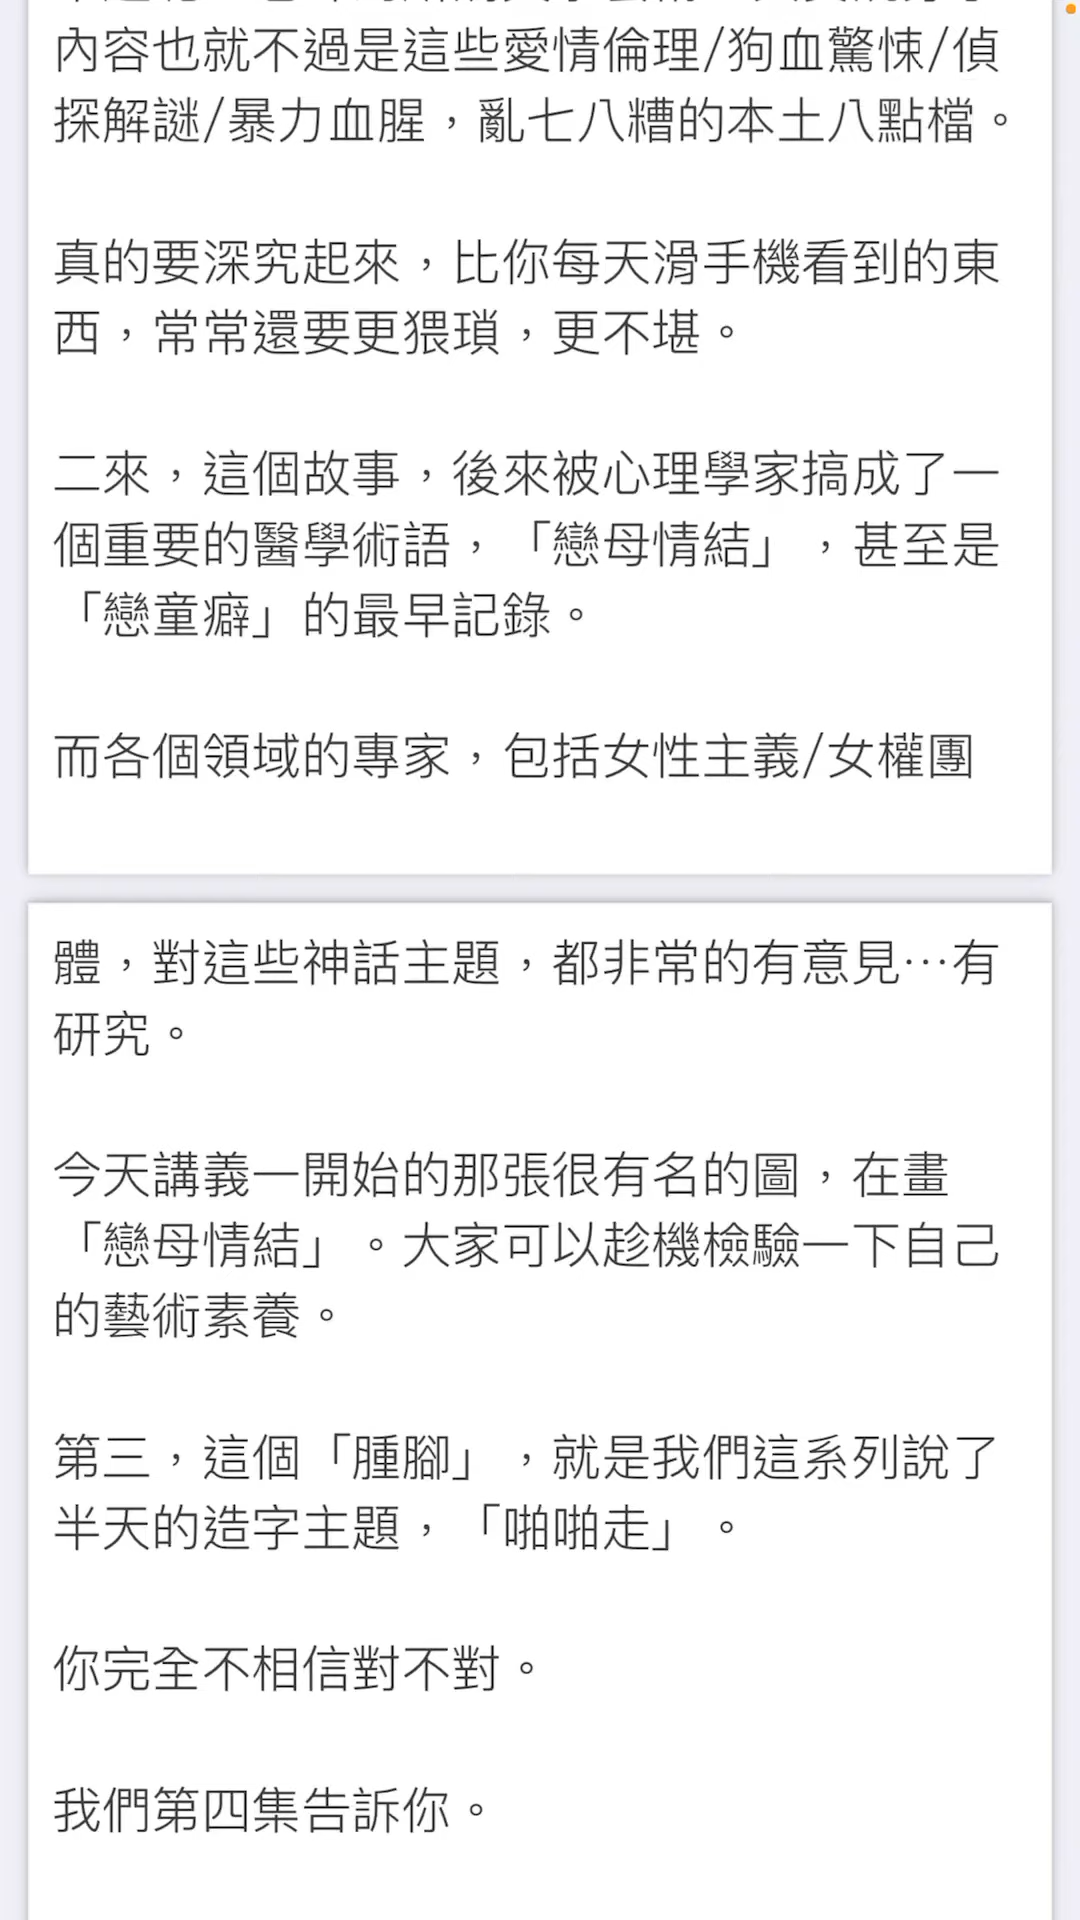 內容也就不過是這些愛情倫理/狗血驚悚/偵
探解謎/暴力血腥，亂七八糟的本土八點檔。
真的要深究起來，比你每天滑手機看到的東
西，常常還要更猥瑣，更不堪。
二來，這個故事，後來被心理學家搞成了一
個重要的醫學術語，「戀母情結」，甚至是
「戀童癖」的最早記錄。
而各個領域的專家，包括女性主義/女權團
體，對這些神話主題，都非常的有意見⋯有
研究。
今天講義一開始的那張很有名的圖，在畫
「戀母情結」。大家可以趁機檢驗一下自己
的藝術素養。
第三，這個「腫腳」，就是我們這系列說了
半天的造字主題，「啪啪走」。
你完全不相信對不對。
我們第四集告訴你。